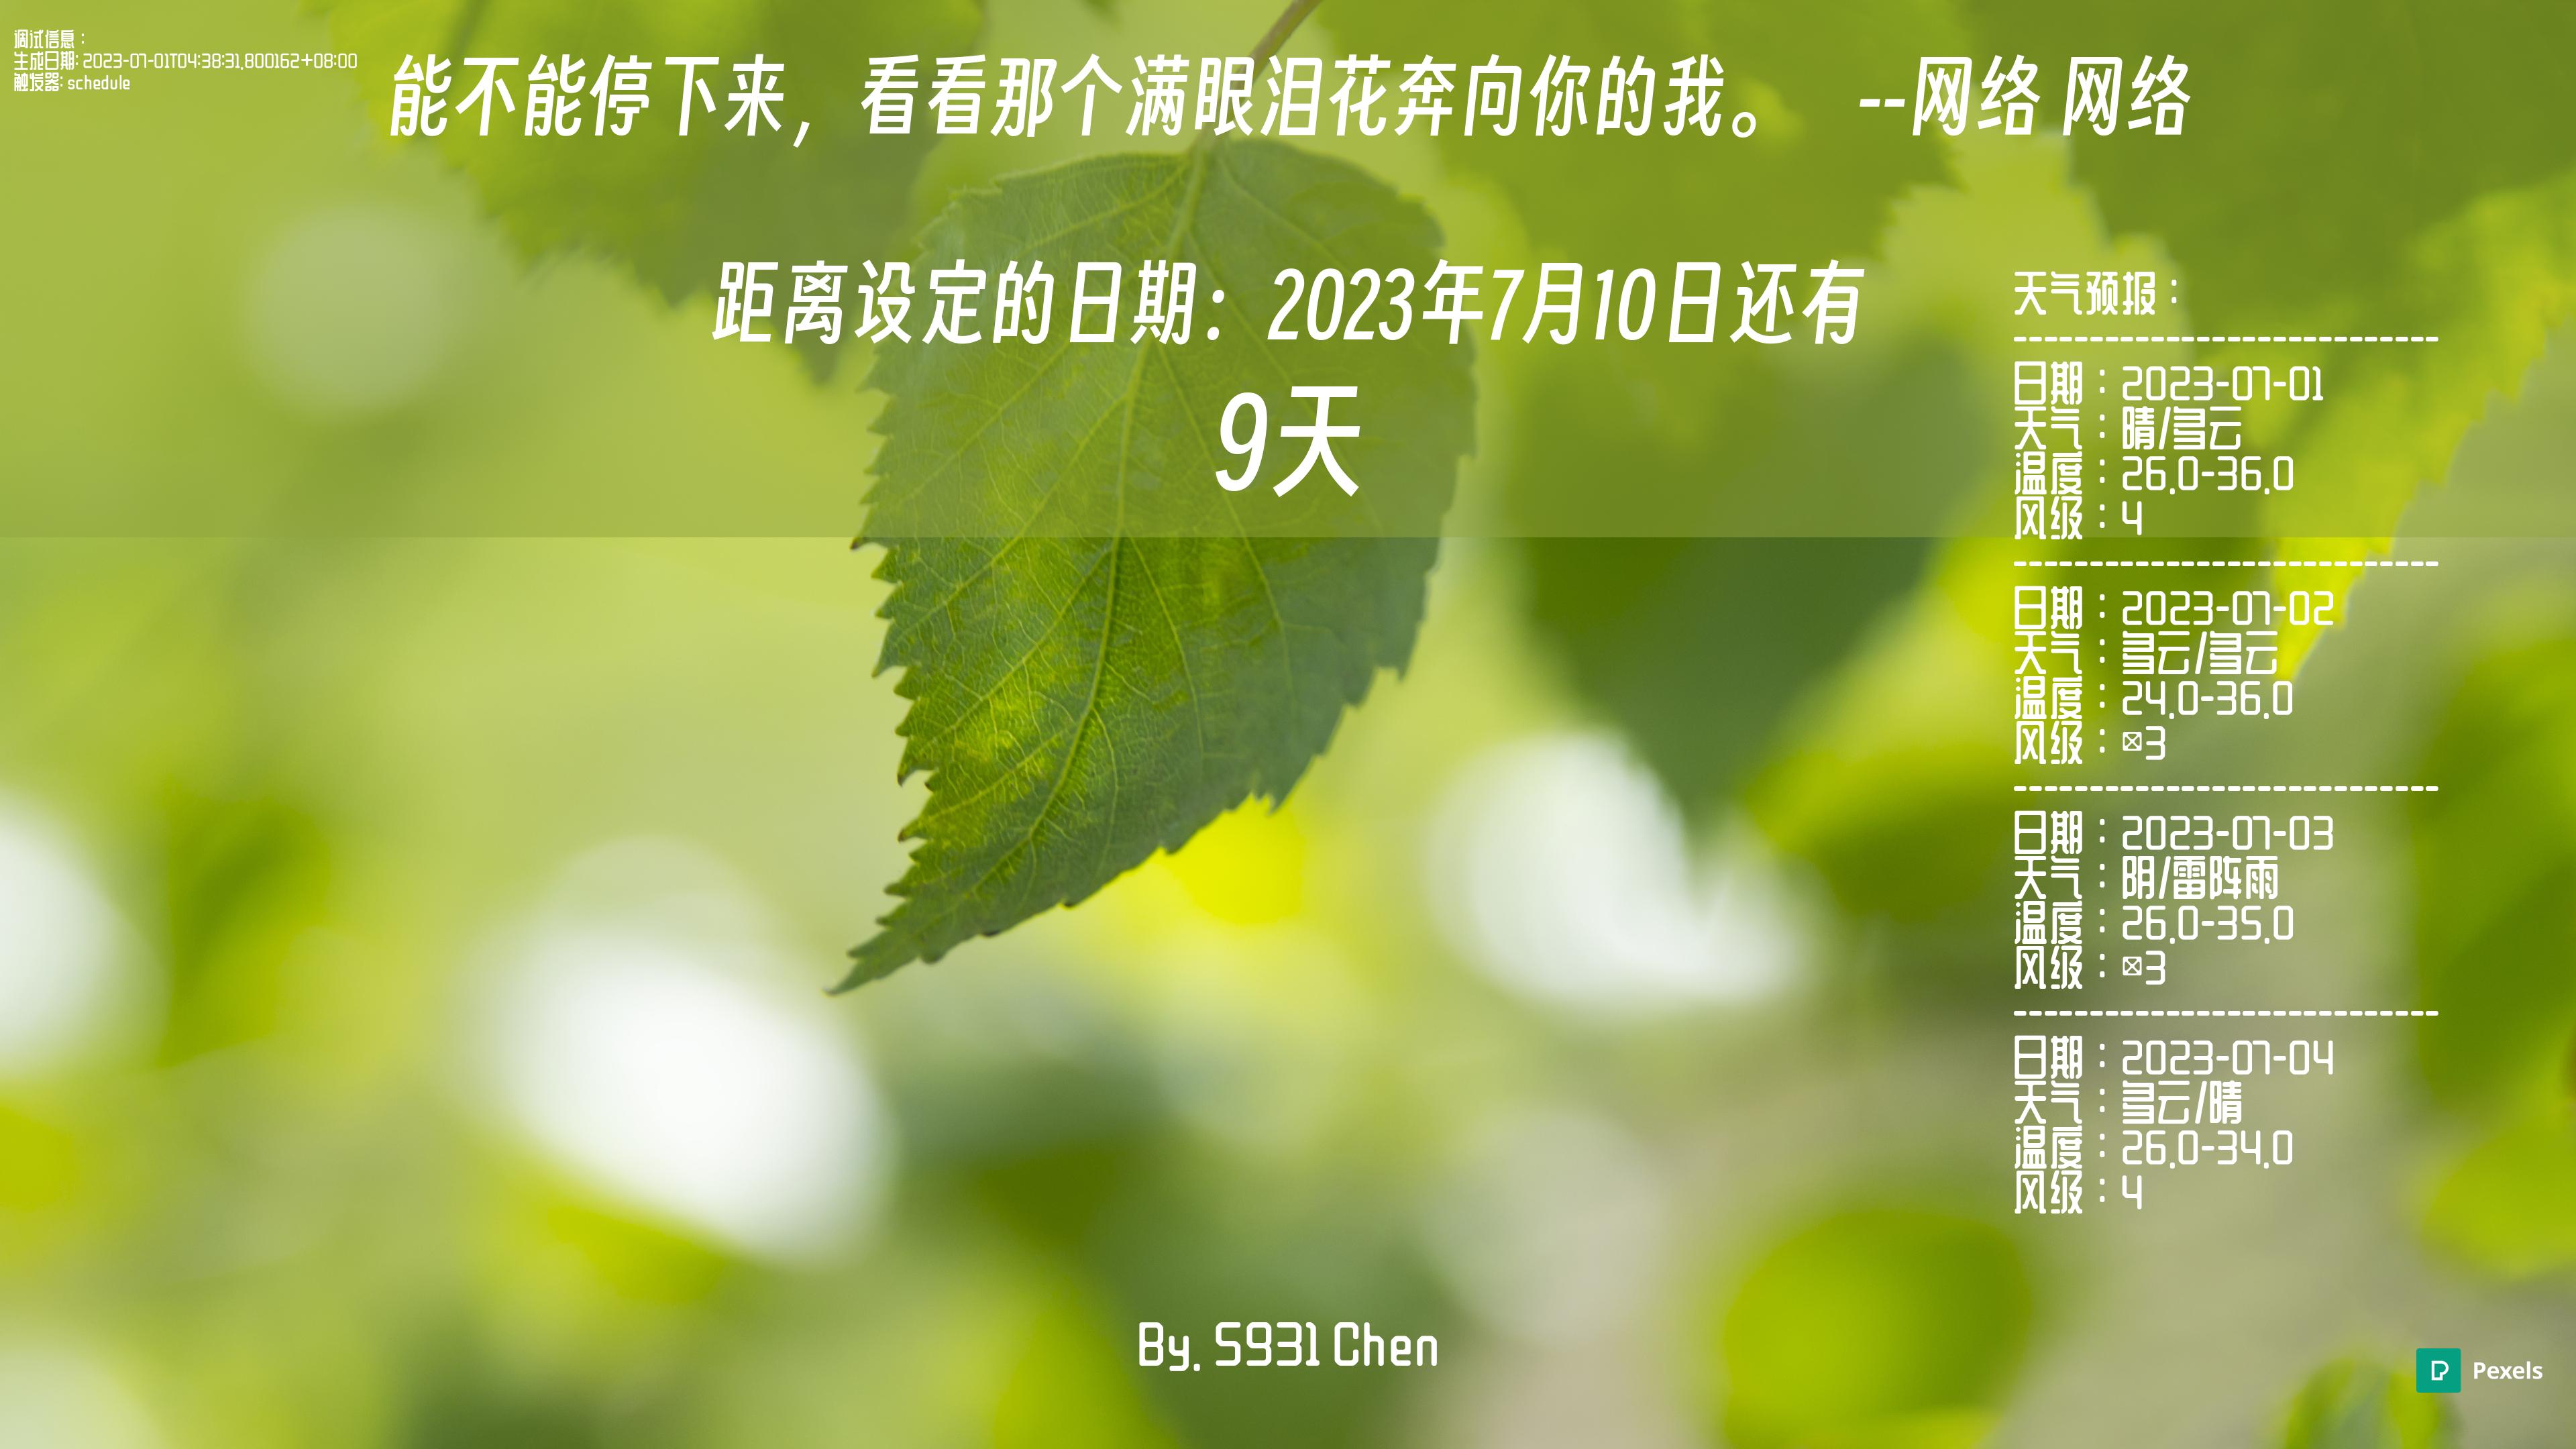 调试信息：
生成日期: 2023-07-01T04:38:31.800162+08:00
触发器: schedule
能不能停下来，看看那个满眼泪花奔向你的我。 --网络 网络
距离设定的日期：2023年7月10日还有
9天
天气预报：
----------------------------
日期：2023-07-01
天气：晴/多云
温度：26.0-36.0
风级：4
----------------------------
日期：2023-07-02
天气：多云/多云
温度：24.0-36.0
风级：3
----------------------------
日期：2023-07-03
天气：阴/雷阵雨
温度：26.0-35.0
风级：3
----------------------------
日期：2023-07-04
天气：多云/晴
温度：26.0-34.0
风级：4
By. S931 Chen
Pexels